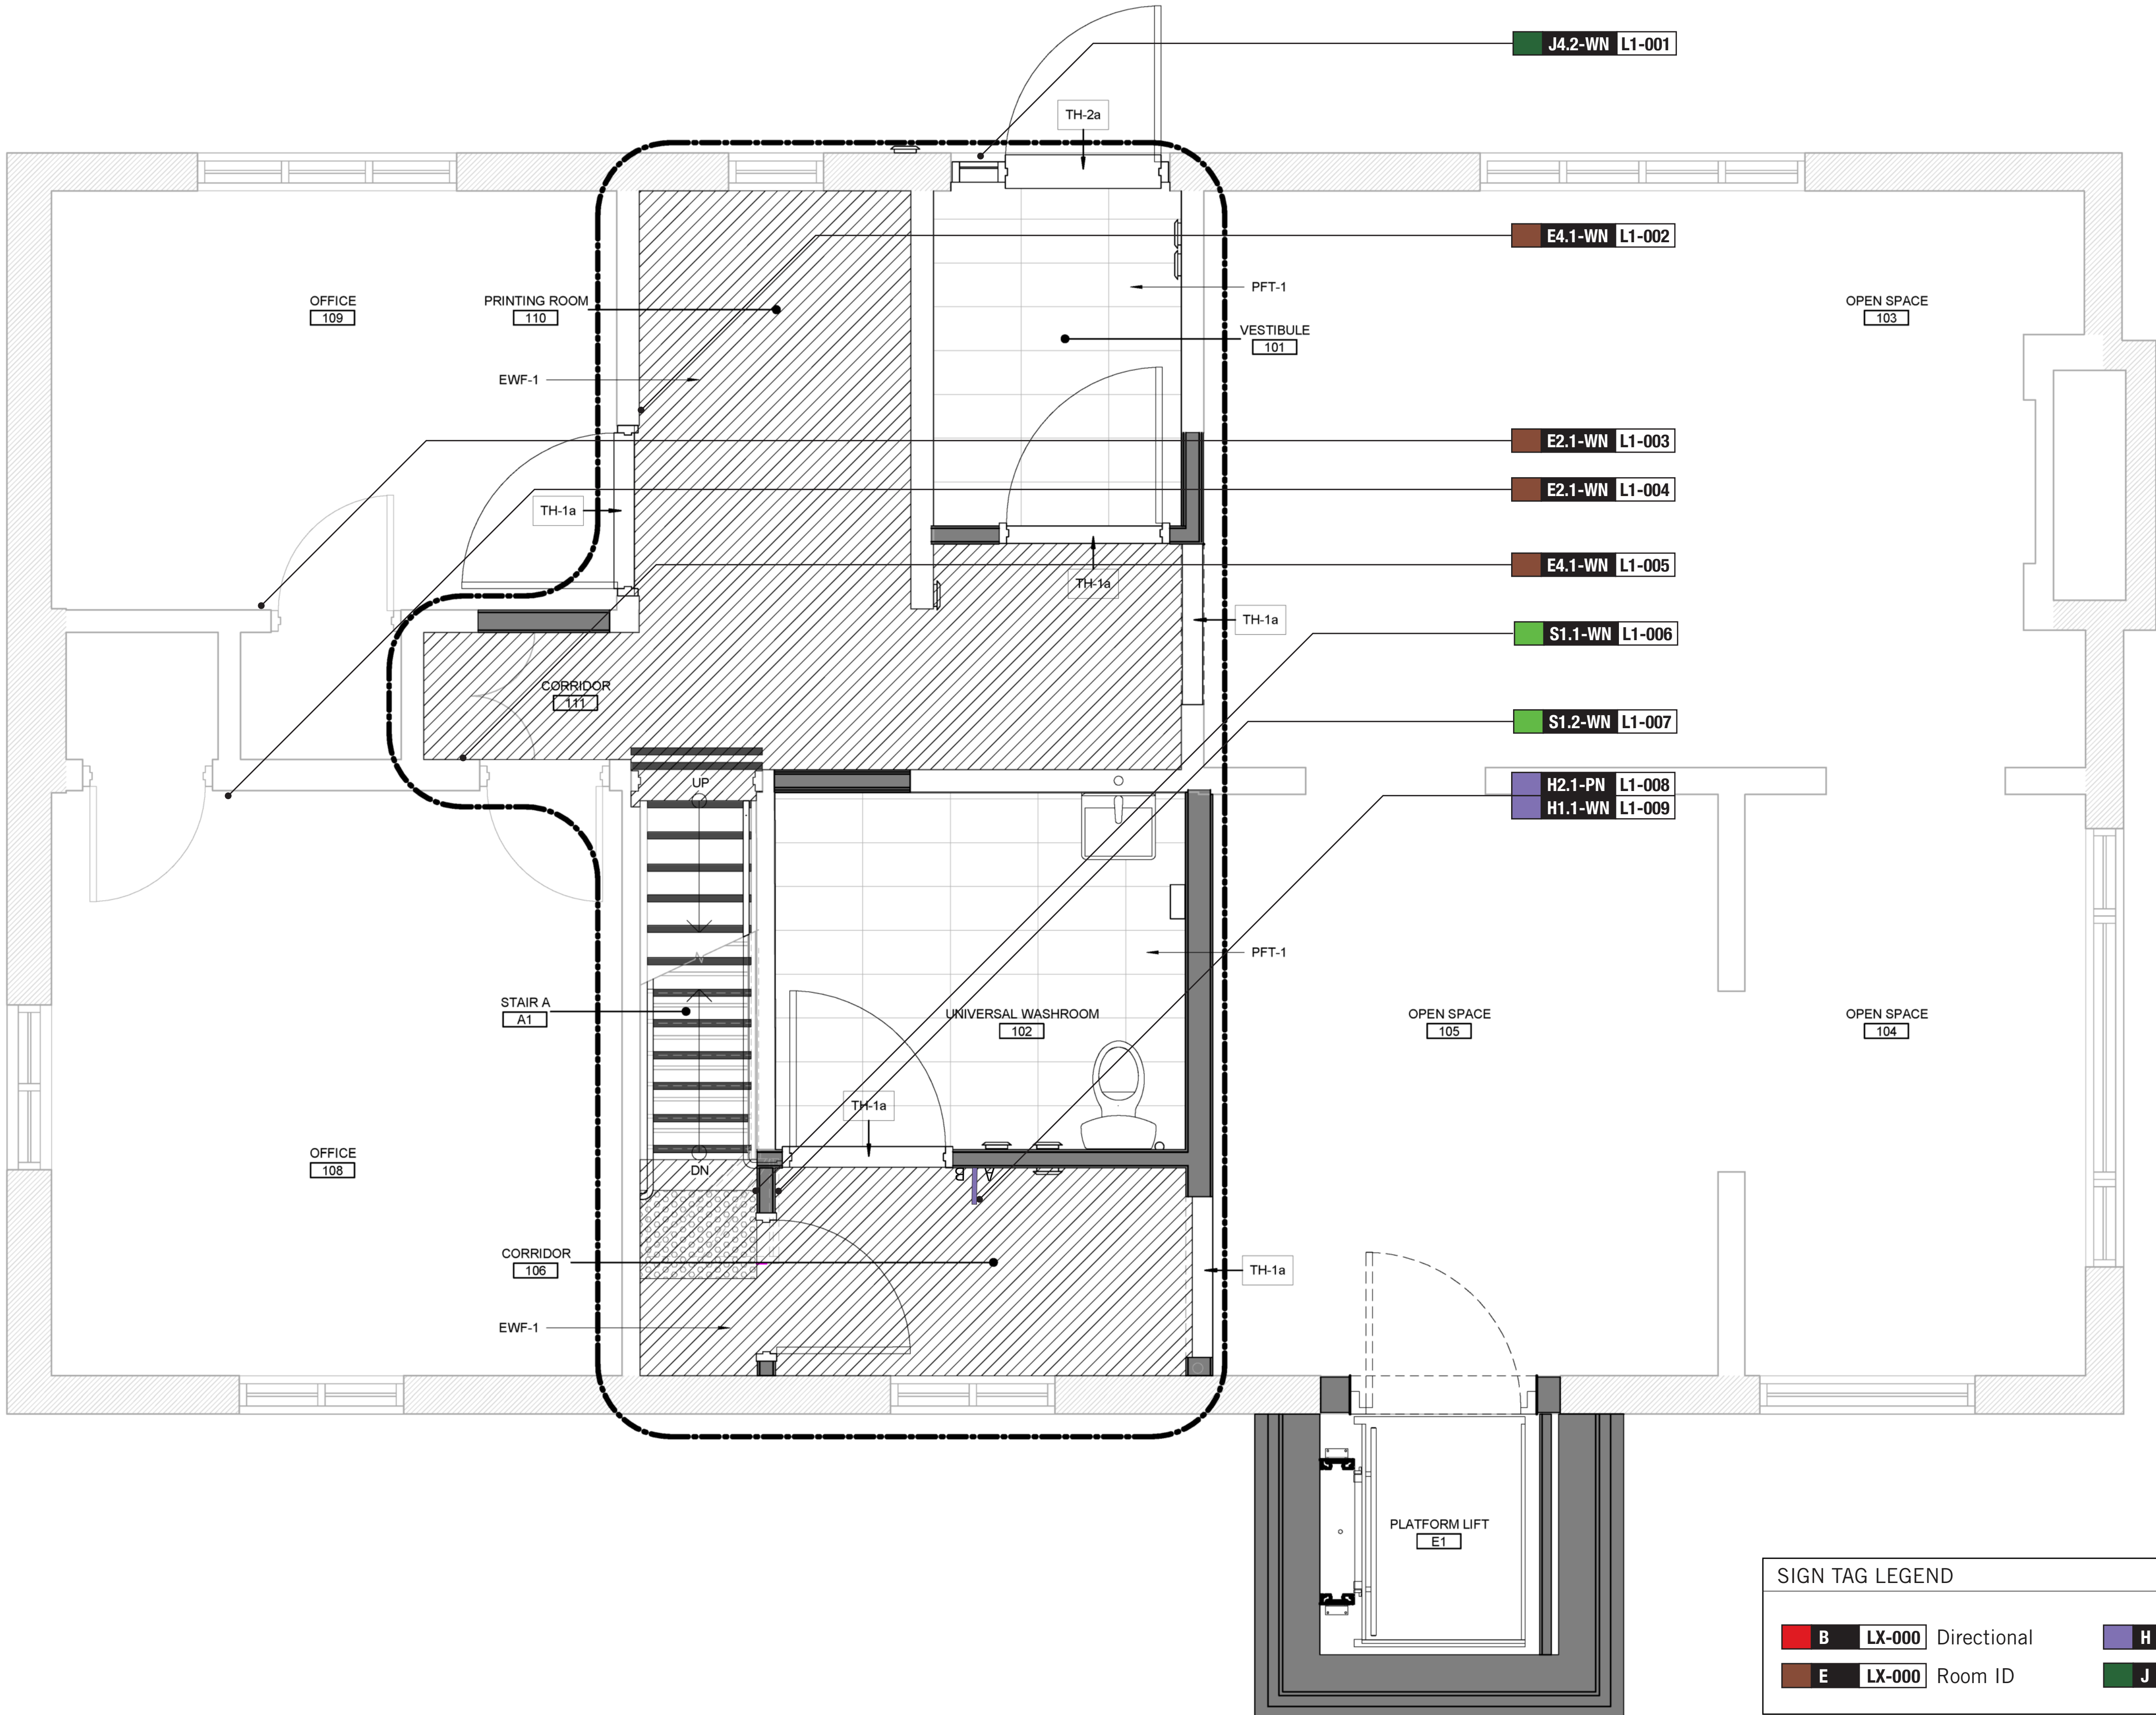 J4.2-WN L1-001
TH-2a
E4.1-WN L1-002
PFT-1
OFFICE
109
PRINTING ROOM
110
OPEN SPACE
103
VESTIBULE
101
EWF-1
E2.1-WN L1-003
E2.1-WN L1-004
TH-1a
E4.1-WN L1-005
TH-1a
TH-1a
S1.1-WN L1-006
CORRIDOR
111
S1.2-WN L1-007
UP
H2.1-PN L1-008
H1.1-WN L1-009
PFT-1
STAIR A
A1
UNIVERSAL WASHROOM
102
OPEN SPACE
105
OPEN SPACE
104
TH-1a
OFFICE
108
DN
B A
CORRIDOR
106
TH-1a
EWF-1
PLATFORM LIFT
E1
SIGN TAG LEGEND
B LX-000 Directional
H
E LX-000 Room ID
J